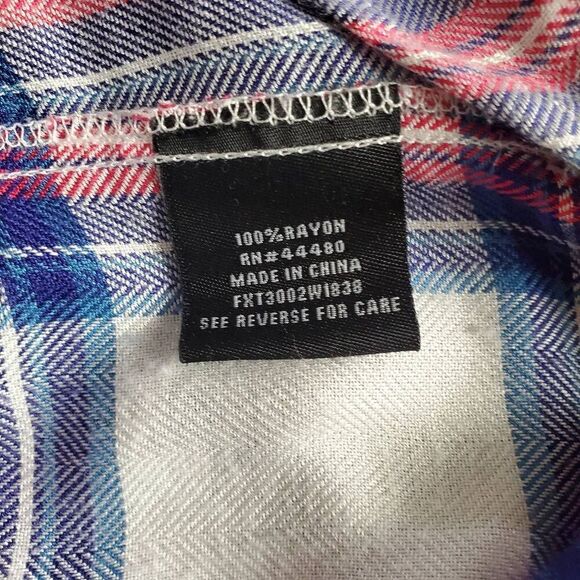 100%RAYON
RN#44480
MADE IN CHINA
FXT3002W1838
SEE REVERSE FOR CARE